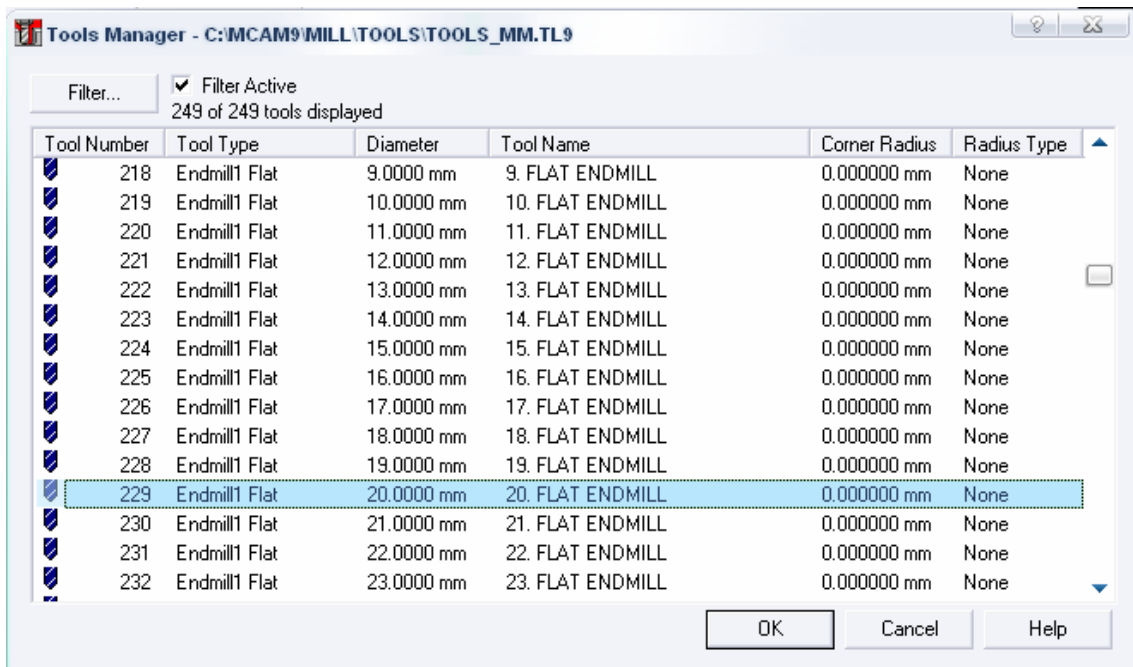 Tools Manager - C:\MCAM9\MILL\TOOLS\TOOLS_MM.TL9
Filter... Filter Active
249 of 249 tools displayed
Tool Number Tool Type Diameter Tool Name Corner Radius Radius Type
218 Endmill1 Flat 9.0000 mm 9. FLAT ENDMILL 0.000000 mm None
219 Endmill1 Flat 10.0000 mm 10. FLAT ENDMILL 0.000000 mm None
220 Endmill1 Flat 11.0000 mm 11. FLAT ENDMILL 0.000000 mm None
221 Endmill1 Flat 12.0000 mm 12. FLAT ENDMILL 0.000000 mm None
222 Endmill1 Flat 13.0000 mm 13. FLAT ENDMILL 0.000000 mm None
223 Endmill1 Flat 14.0000 mm 14. FLAT ENDMILL 0.000000 mm None
224 Endmill1 Flat 15.0000 mm 15. FLAT ENDMILL 0.000000 mm None
225 Endmill1 Flat 16.0000 mm 16. FLAT ENDMILL 0.000000 mm None
226 Endmill1 Flat 17.0000 mm 17. FLAT ENDMILL 0.000000 mm None
227 Endmill1 Flat 18.0000 mm 18. FLAT ENDMILL 0.000000 mm None
228 Endmill1 Flat 19.0000 mm 19. FLAT ENDMILL 0.000000 mm None
229 Endmill1 Flat 20.0000 mm 20. FLAT ENDMILL 0.000000 mm None
230 Endmill1 Flat 21.0000 mm 21. FLAT ENDMILL 0.000000 mm None
231 Endmill1 Flat 22.0000 mm 22. FLAT ENDMILL 0.000000 mm None
232 Endmill1 Flat 23.0000 mm 23. FLAT ENDMILL 0.000000 mm None
OK Cancel Help